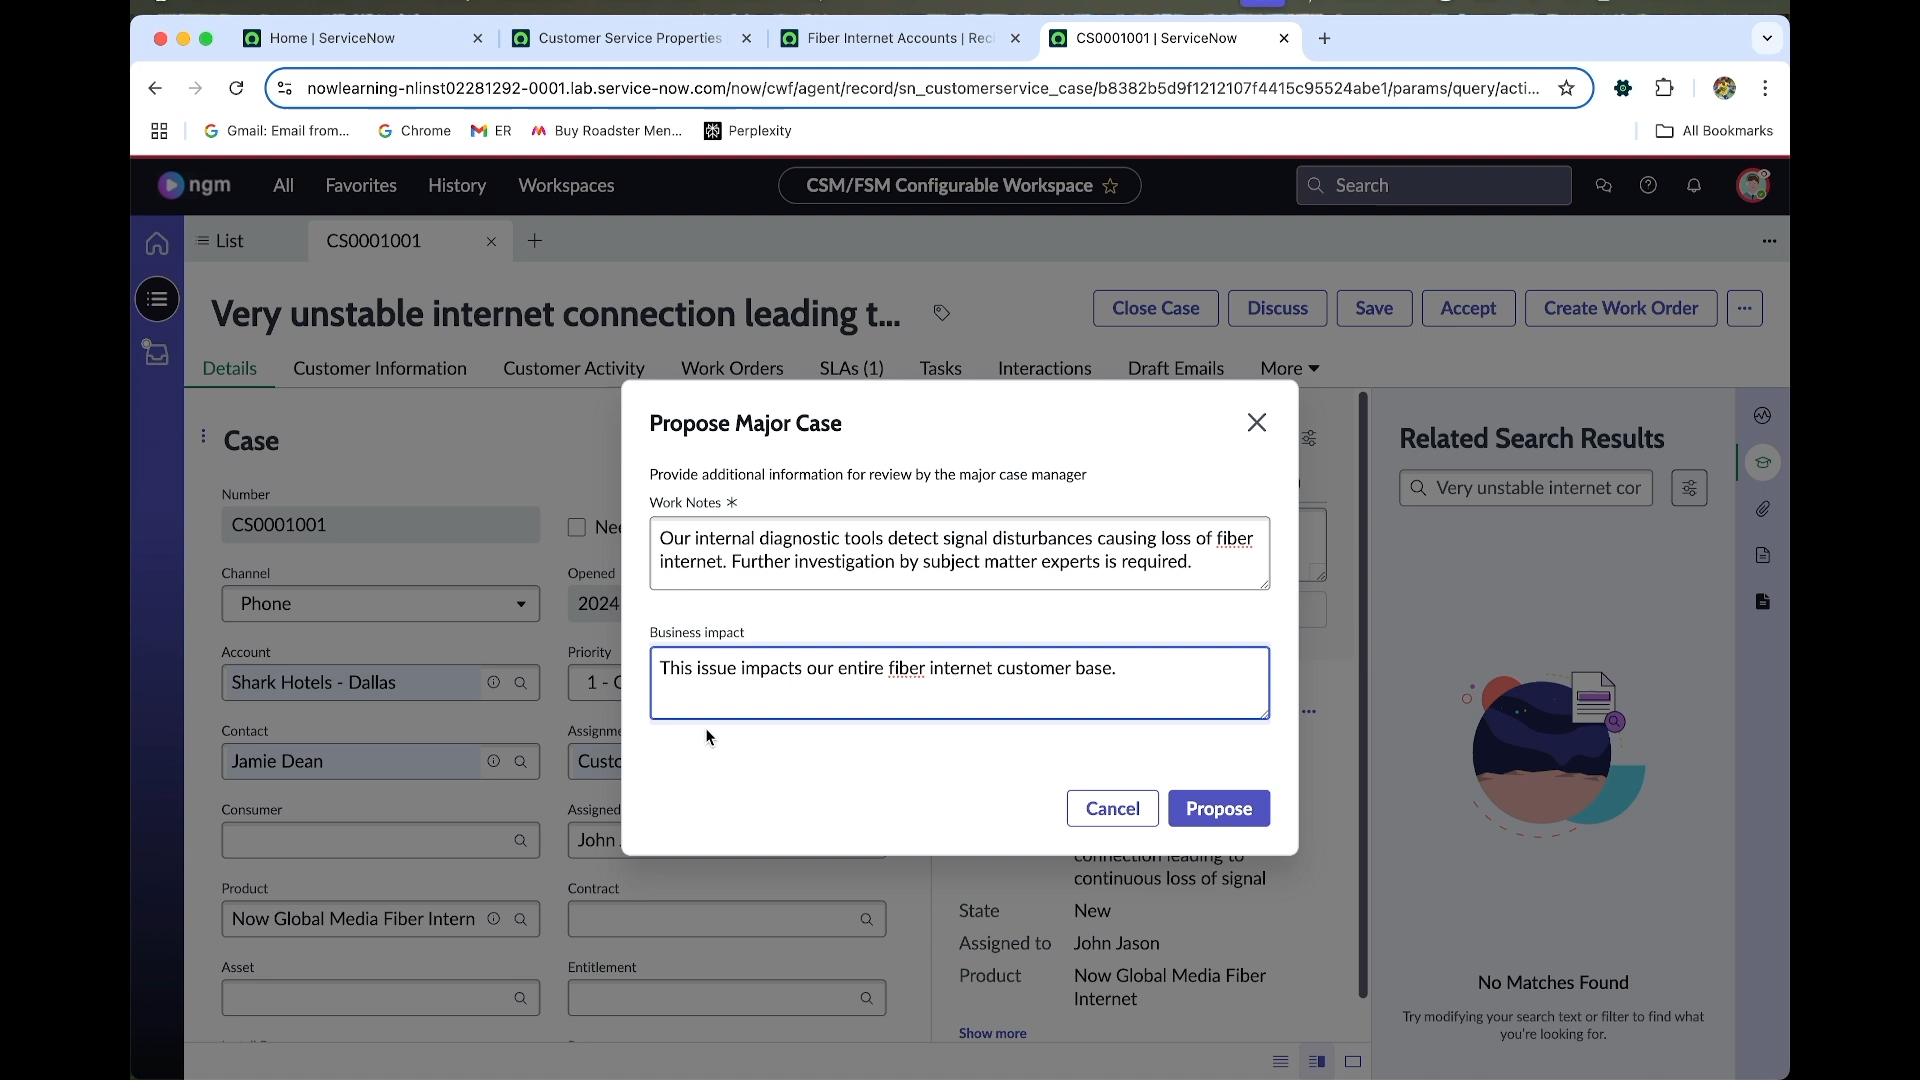 Home | ServiceNow
Customer Service Properties
Fiber Internet Accounts | Rec
CS0001001 | ServiceNow
nowlearning-nlinst02281292-0001.lab.service-now.com/now/cwf/agent/record/sn_customerservice_case/b8382b5d9f1212107f4415c95524abe1/params/query/acti...
Gmail: Email from...
Chrome
ER
Buy Roadster Men...
Perplexity
All Bookmarks
ngm
All
Favorites
History
Workspaces
CSM/FSM Configurable Workspace
Search
List
CS0001001
Very unstable internet connection leading t...
Close Case
Discuss
Save
Accept
Create Work Order
Details
Customer Information
Customer Activity
Work Orders
SLAs (1)
Tasks
Interactions
Draft Emails
More
Case
Number
CS0001001
Channel
Phone
Opened
2024
Account
Shark Hotels - Dallas
Priority
1 - C
Contact
Jamie Dean
Assignme
Custo
Consumer
Assigned
John
Product
Now Global Media Fiber Intern
Contract
Asset
Entitlement
Propose Major Case
Provide additional information for review by the major case manager
Work Notes *
Our internal diagnostic tools detect signal disturbances causing loss of fiber
internet. Further investigation by subject matter experts is required.
Business impact
This issue impacts our entire fiber internet customer base.
Cancel
Propose
connection leading to
continuous loss of signal
State
New
Assigned to
John Jason
Product
Now Global Media Fiber
Internet
Show more
Related Search Results
Very unstable internet cor
No Matches Found
Try modifying your search text or filter to find what
you're looking for.